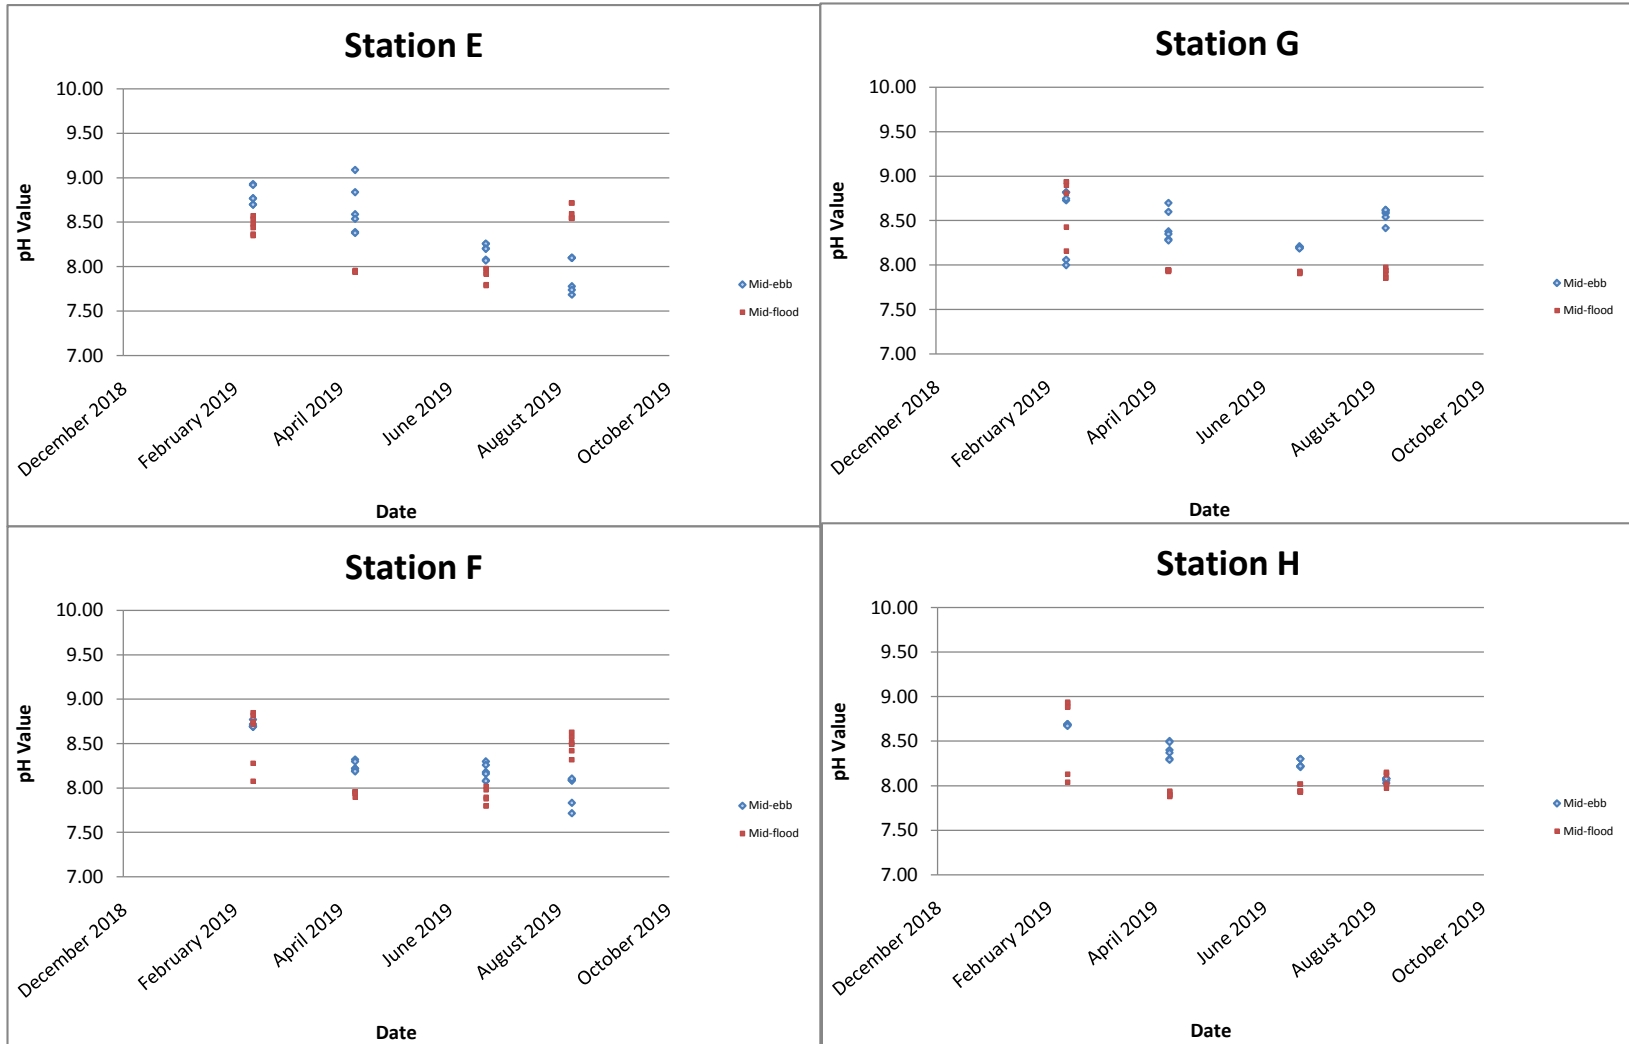 Station E
10.00
9.50
9.00
8.50
8.00
7.50
7.00
pH Value
December 2018
February 2019
April 2019
June 2019
August 2019
October 2019
Date
Mid-ebb
Mid-flood
Station G
10.00
9.50
9.00
8.50
8.00
7.50
7.00
pH Value
December 2018
February 2019
April 2019
June 2019
August 2019
October 2019
Date
Mid-ebb
Mid-flood
Station F
10.00
9.50
9.00
8.50
8.00
7.50
7.00
pH Value
December 2018
February 2019
April 2019
June 2019
August 2019
October 2019
Date
Mid-ebb
Mid-flood
Station H
10.00
9.50
9.00
8.50
8.00
7.50
7.00
pH Value
December 2018
February 2019
April 2019
June 2019
August 2019
October 2019
Date
Mid-ebb
Mid-flood